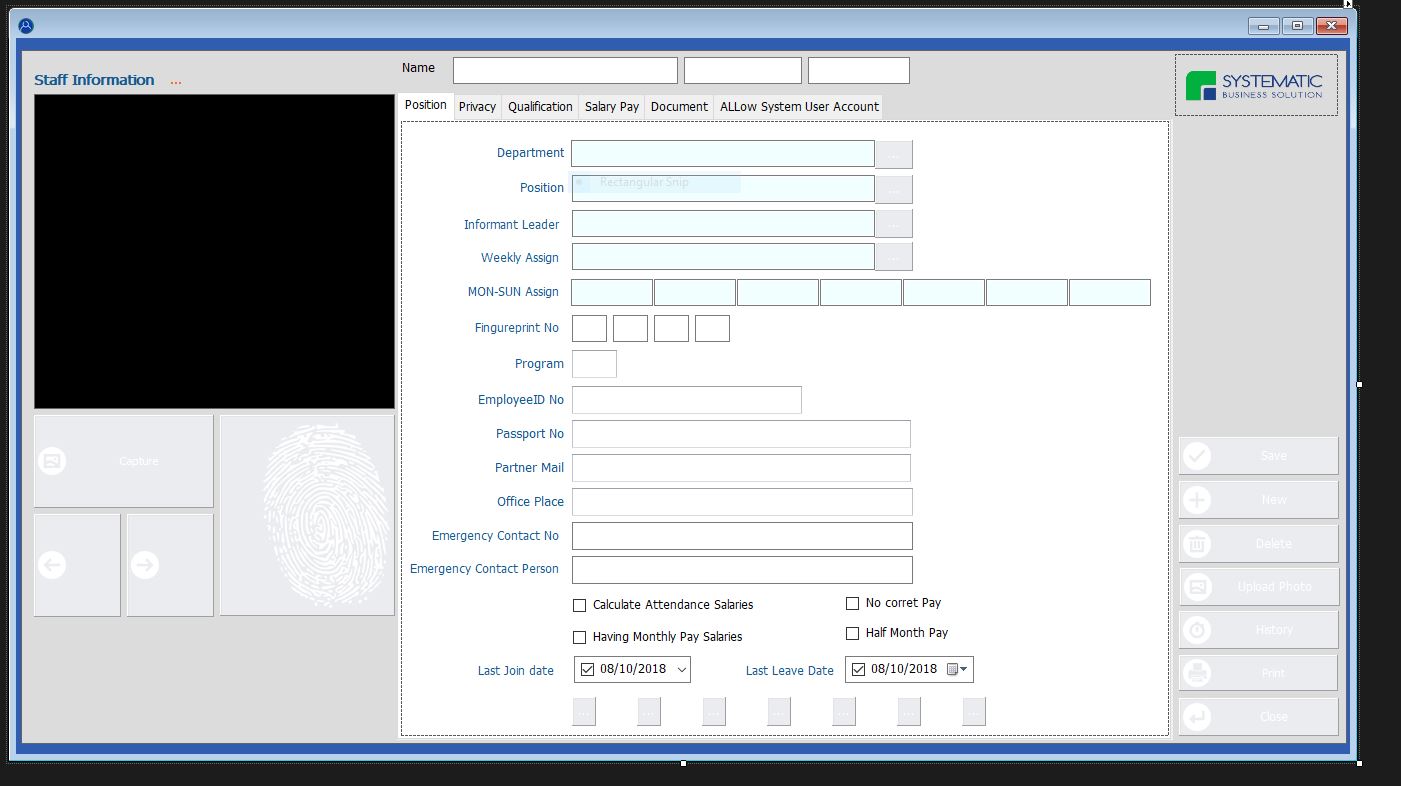 Staff Information ...
Name
SYSTEMATIC
BUSINESS SOLUTION
Position
Privacy
Qualification
Salary Pay
Document
ALLow System User Account
Department
...
Position
Rectangular Snip
...
Informant Leader
...
Weekly Assign
...
MON-SUN Assign
Fingureprint No
Program
EmployeeID No
Passport No
Partner Mail
Office Place
Emergency Contact No
Emergency Contact Person
Calculate Attendance Salaries
No corret Pay
Having Monthly Pay Salaries
Half Month Pay
Last Join date
08/10/2018
Last Leave Date
08/10/2018
... ... ... ... ... ... ...
Capture
Save
New
Delete
Upload Photo
History
Print
Close